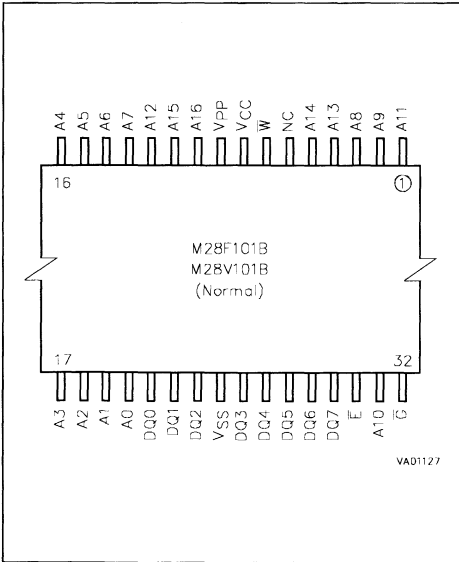 A4 A5 A6 A7 A12 A15 A16 VPP VCC W̅ NC A14 A13 A8 A9 A11
16 1
M28F101B
M28V101B
(Normal)
17 32
A3 A2 A1 A0 DQ0 DQ1 DQ2 VSS DQ3 DQ4 DQ5 DQ6 DQ7 E̅ A10 G̅
VA01127